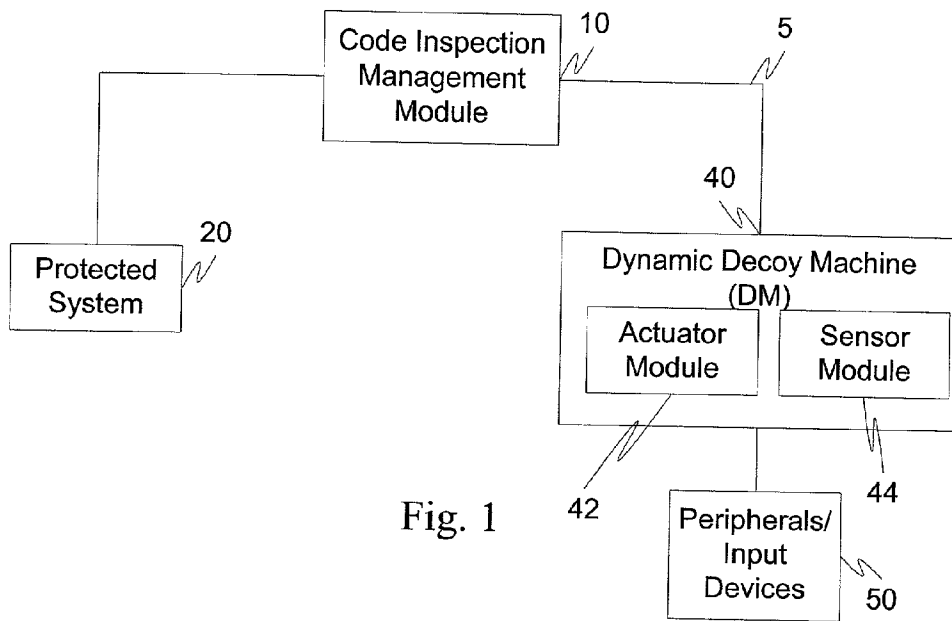 10
5
Code Inspection
Management
Module
40
20
Protected
System
Dynamic Decoy Machine
(DM)
Actuator
Module
Sensor
Module
42
44
Fig. 1
Peripherals/
Input
Devices
50